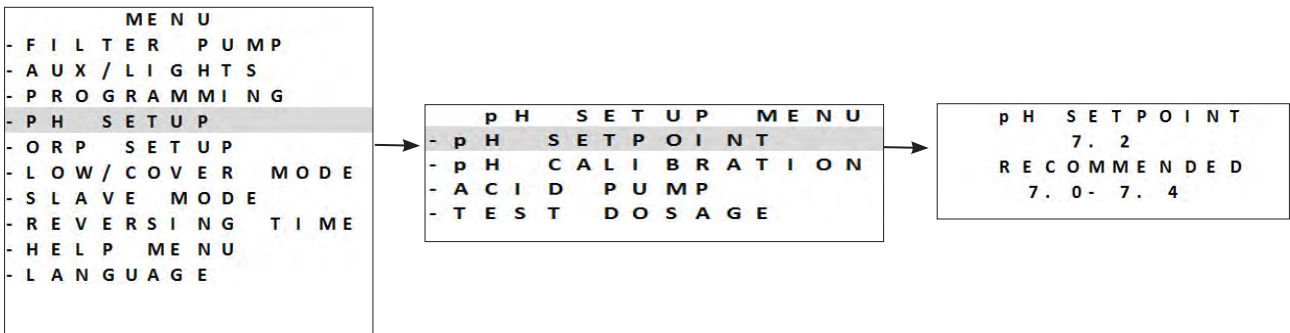 MENU
-FILTER PUMP
-AUX/LIGHTS
-PROGRAMMING
-PH SETUP
-ORP SETUP
-LOW/COVER MODE
-SLAVE MODE
-REVERSING TIME
-HELP MENU
-LANGUAGE
pH SETUP MENU
-pH SETPOINT
-pH CALIBRATION
-ACID PUMP
-TEST DOSAGE
pH SETPOINT
7.2
RECOMMENDED
7.0-7.4